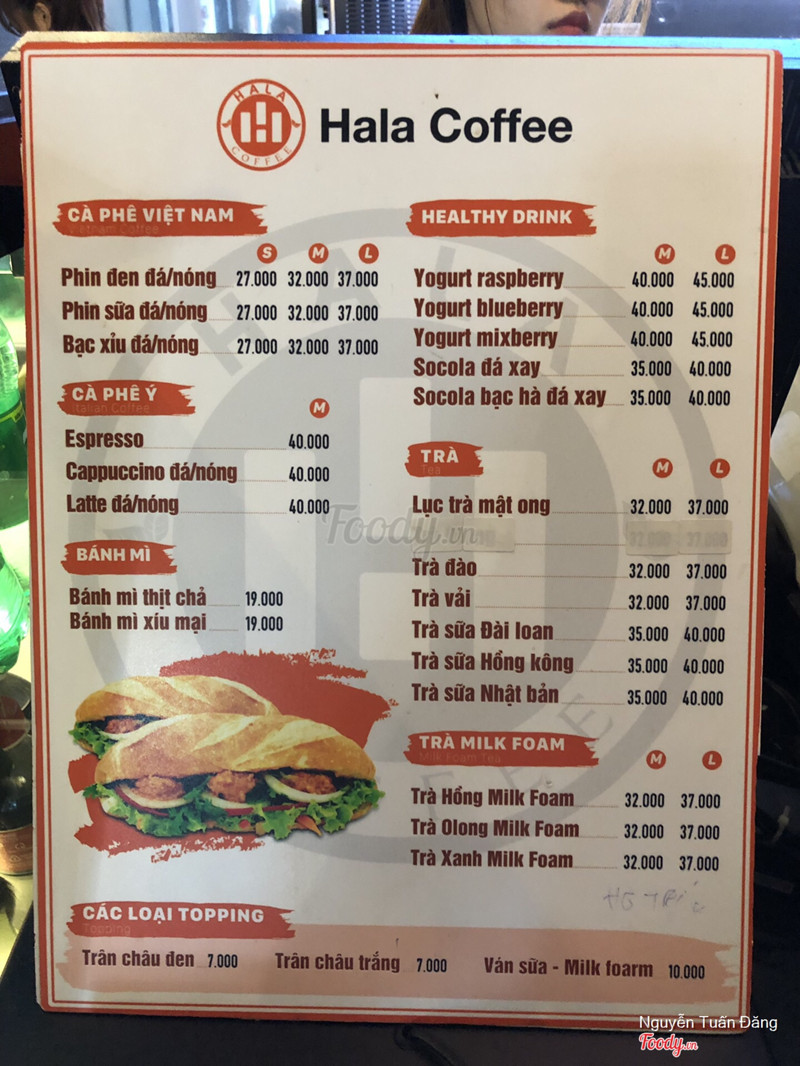 HALA
COFFEE
Hala Coffee
CÀ PHÊ VIỆT NAM
Vietnam Coffee
S M L
Phin đen đá/nóng 27.000 32.000 37.000
Phin sữa đá/nóng 27.000 32.000 37.000
Bạc xỉu đá/nóng 27.000 32.000 37.000
CÀ PHÊ Ý
Italian Coffee
M
Espresso 40.000
Cappuccino đá/nóng 40.000
Latte đá/nóng 40.000
BÁNH MÌ
Bánh mì thịt chả 19.000
Bánh mì xíu mại 19.000
HEALTHY DRINK
M L
Yogurt raspberry 40.000 45.000
Yogurt blueberry 40.000 45.000
Yogurt mixberry 40.000 45.000
Socola đá xay 35.000 40.000
Socola bạc hà đá xay 35.000 40.000
TRÀ
Tea
M L
Lục trà mật ong 32.000 37.000
32.000 37.000
Trà đào 32.000 37.000
Trà vải 32.000 37.000
Trà sữa Đài loan 35.000 40.000
Trà sữa Hồng kông 35.000 40.000
Trà sữa Nhật bản 35.000 40.000
TRÀ MILK FOAM
Milk Foam Tea
M L
Trà Hồng Milk Foam 32.000 37.000
Trà Olong Milk Foam 32.000 37.000
Trà Xanh Milk Foam 32.000 37.000
CÁC LOẠI TOPPING
Topping
Trân châu đen 7.000 Trân châu trắng 7.000 Ván sữa - Milk foarm 10.000
Foody.vn
Nguyễn Tuấn Đăng
Foody.vn